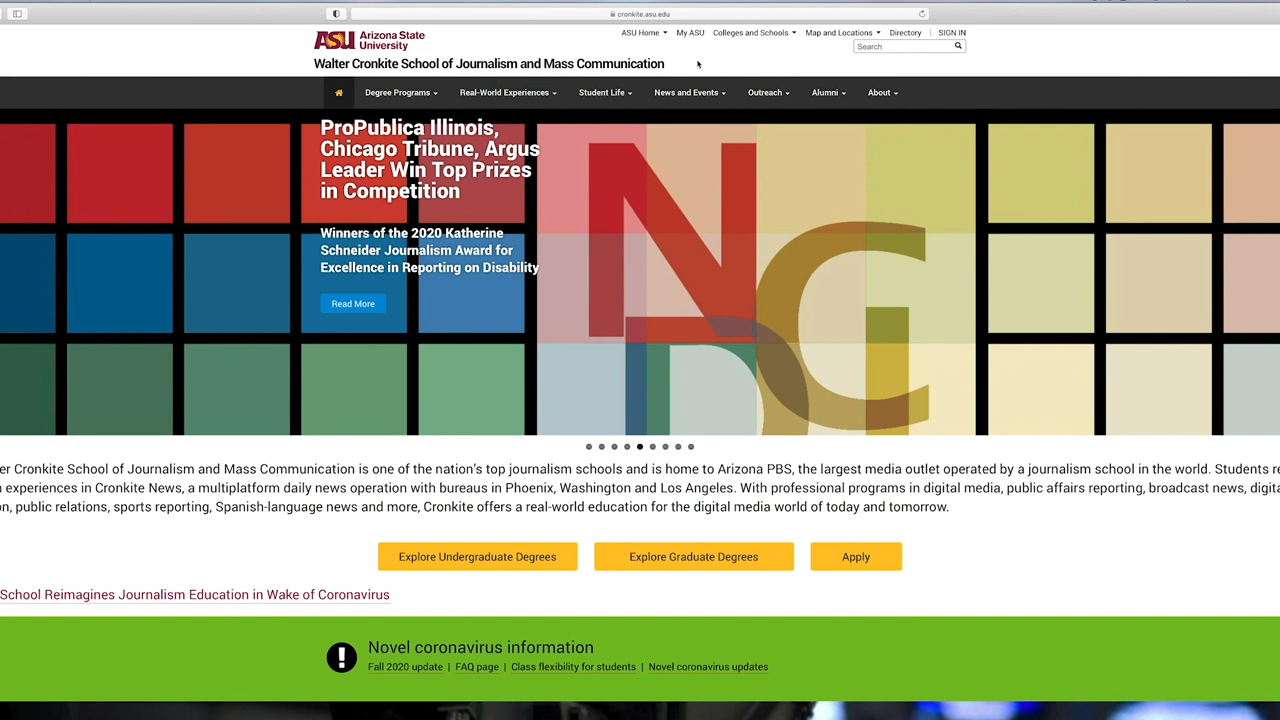 cronkite.asu.edu
ASU Arizona State University
ASU Home My ASU Colleges and Schools Map and Locations Directory SIGN IN
Search
Walter Cronkite School of Journalism and Mass Communication
Degree Programs Real-World Experiences Student Life News and Events Outreach Alumni About
ProPublica Illinois,
Chicago Tribune, Argus
Leader Win Top Prizes
in Competition
Winners of the 2020 Katherine
Schneider Journalism Award for
Excellence in Reporting on Disability
Read More
N
C
D
er Cronkite School of Journalism and Mass Communication is one of the nation's top journalism schools and is home to Arizona PBS, the largest media outlet operated by a journalism school in the world. Students re
experiences in Cronkite News, a multiplatform daily news operation with bureaus in Phoenix, Washington and Los Angeles. With professional programs in digital media, public affairs reporting, broadcast news, digita
n, public relations, sports reporting, Spanish-language news and more, Cronkite offers a real-world education for the digital media world of today and tomorrow.
Explore Undergraduate Degrees Explore Graduate Degrees Apply
School Reimagines Journalism Education in Wake of Coronavirus
! Novel coronavirus information
Fall 2020 update | FAQ page | Class flexibility for students | Novel coronavirus updates